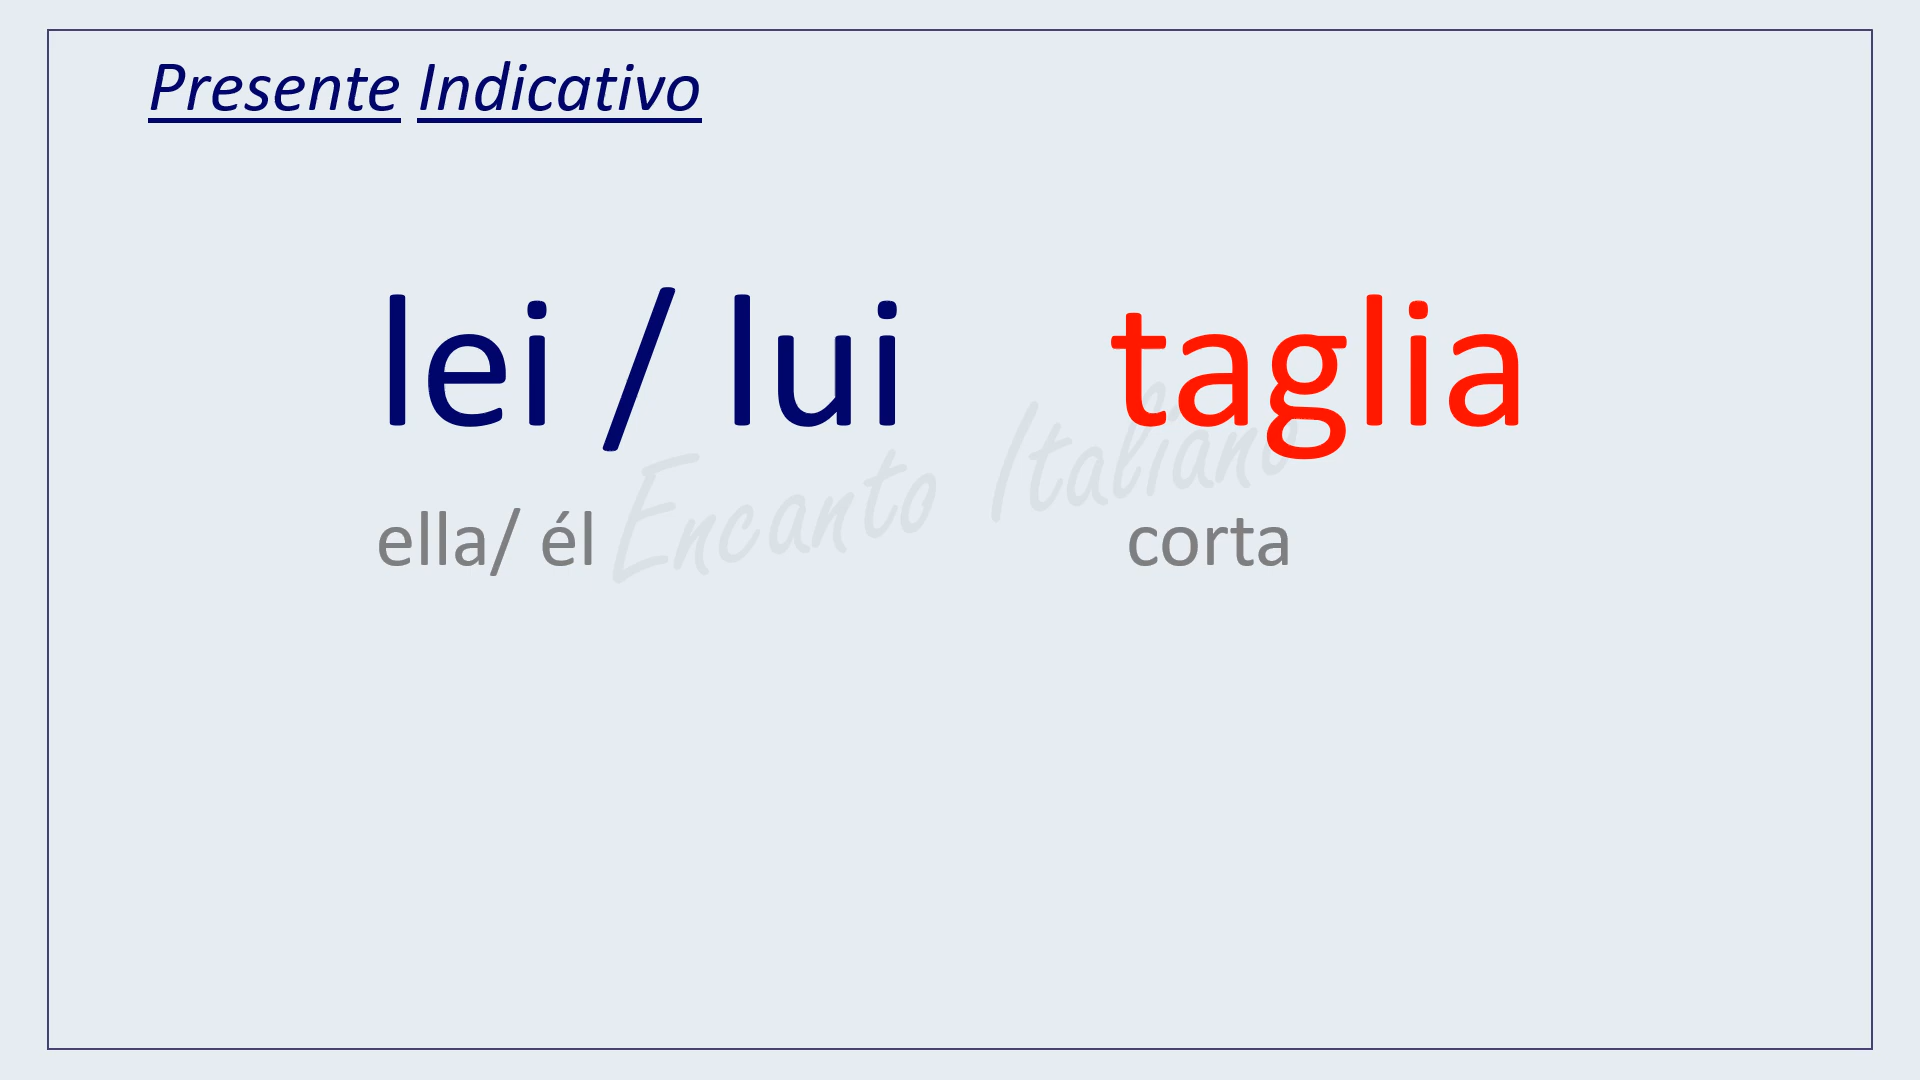 Presente Indicativo
lei / lui taglia
Encanto Italiano
ella/ él corta